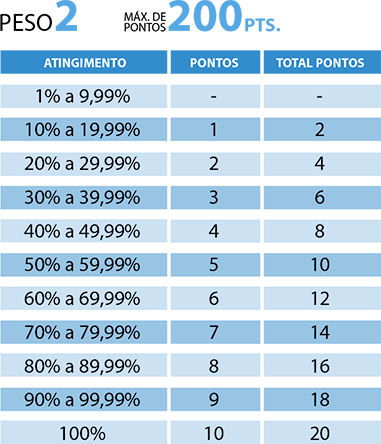 PESO 2 MÁX. DE PONTOS 200 PTS.
ATINGIMENTO PONTOS TOTAL PONTOS
1% a 9,99% - -
10% a 19,99% 1 2
20% a 29,99% 2 4
30% a 39,99% 3 6
40% a 49,99% 4 8
50% a 59,99% 5 10
60% a 69,99% 6 12
70% a 79,99% 7 14
80% a 89,99% 8 16
90% a 99,99% 9 18
100% 10 20